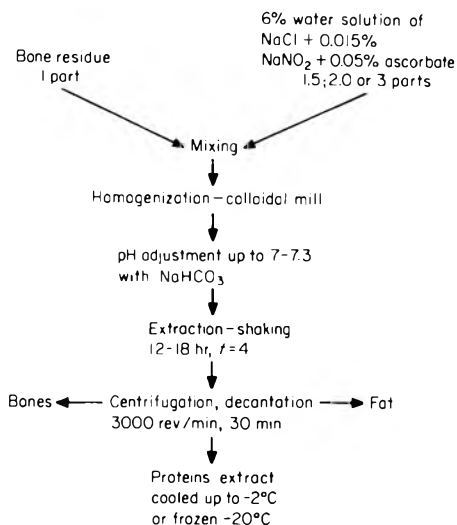 Bone residue
1 part
6% water solution of
NaCl + 0.015%
NaNO₂ + 0.05% ascorbate
1.5; 2.0 or 3 parts
Mixing
Homogenization – colloidal mill
pH adjustment up to 7-7.3
with NaHCO₃
Extraction – shaking
12-18 hr, t = 4
Bones
Centrifugation, decantation
3000 rev/min, 30 min
Fat
Proteins extract
cooled up to -2°C
or frozen -20°C